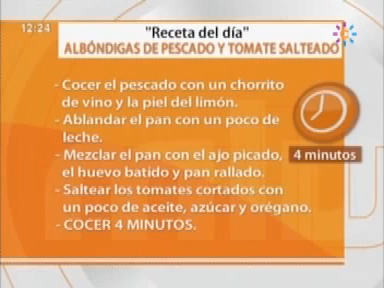 12:24
"Receta del día"
ALBÓNDIGAS DE PESCADO Y TOMATE SALTEADO
- Cocer el pescado con un chorrito
de vino y la piel del limón.
- Ablandar el pan con un poco de
leche.
- Mezclar el pan con el ajo picado,
el huevo batido y pan rallado.
- Saltear los tomates cortados con
un poco de aceite, azúcar y orégano.
- COCER 4 MINUTOS.
4 minutos